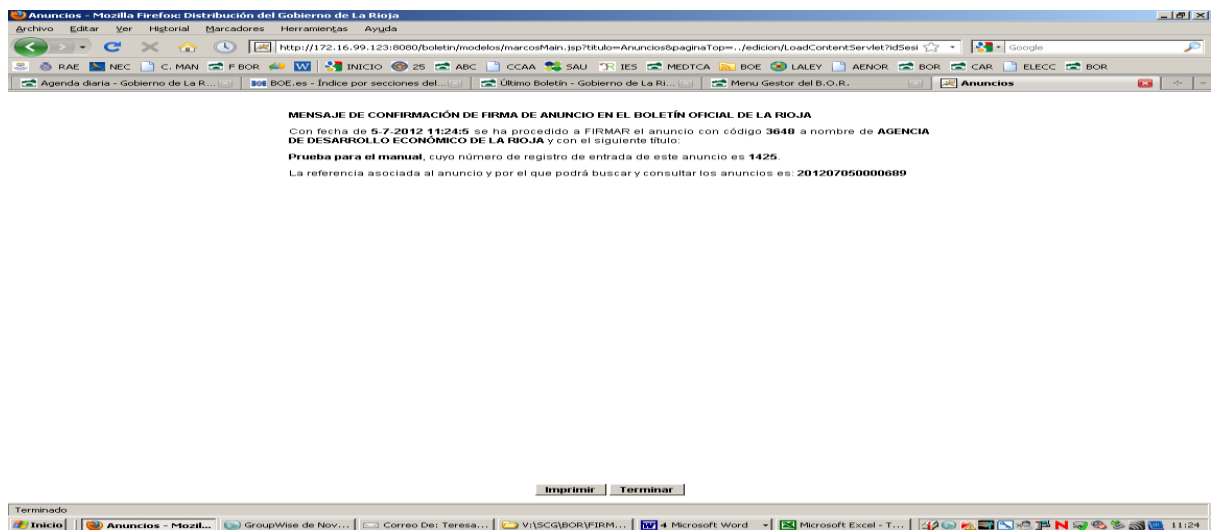 Anuncios - Mozilla Firefox: Distribución del Gobierno de La Rioja
Archivo Editar Ver Historial Marcadores Herramientas Ayuda
http://172.16.99.123:8080/boletin/modelos/marcosMain.jsp?titulo=Anuncios&paginaTop=../edicion/LoadContentServlet?idSesi Google
RAE NEC C. MAN F BOR INICIO 25 ABC CCAA SAU IES MEDTCA BOE LALEY AENOR BOR CAR ELECC BOR
Agenda diaria - Gobierno de La R... BOE.es - Índice por secciones del... Último Boletín - Gobierno de La Ri... Menu Gestor del B.O.R. Anuncios
MENSAJE DE CONFIRMACIÓN DE FIRMA DE ANUNCIO EN EL BOLETÍN OFICIAL DE LA RIOJA
Con fecha de 5-7-2012 11:24:5 se ha procedido a FIRMAR el anuncio con código 3648 a nombre de AGENCIA
DE DESARROLLO ECONÓMICO DE LA RIOJA y con el siguiente título:
Prueba para el manual, cuyo número de registro de entrada de este anuncio es 1425.
La referencia asociada al anuncio y por el que podrá buscar y consultar los anuncios es: 201207050000689
Imprimir Terminar
Terminado
Inicio Anuncios - Mozil... GroupWise de Nov... Correo De: Teresa... V:\SCG\BOR\FIRM... 4 Microsoft Word Microsoft Excel - T... 11:24